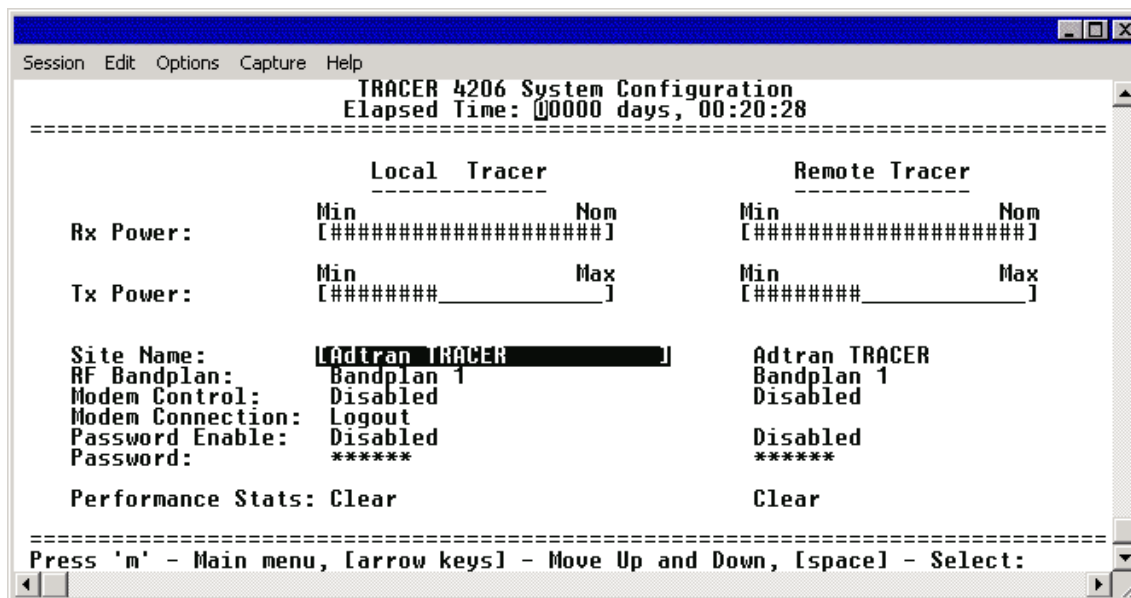 Session Edit Options Capture Help
TRACER 4206 System Configuration
Elapsed Time: 00000 days, 00:20:28
================================================================================
Local Tracer Remote Tracer
------------- -------------
Min Nom Min Nom
Rx Power: [####################] [####################]
Min Max Min Max
Tx Power: [########____________] [########____________]
Site Name: [Adtran TRACER ] Adtran TRACER
RF Bandplan: Bandplan 1 Bandplan 1
Modem Control: Disabled Disabled
Modem Connection: Logout
Password Enable: Disabled Disabled
Password: ****** ******
Performance Stats: Clear Clear
================================================================================
Press 'm' - Main menu, [arrow keys] - Move Up and Down, [space] - Select: